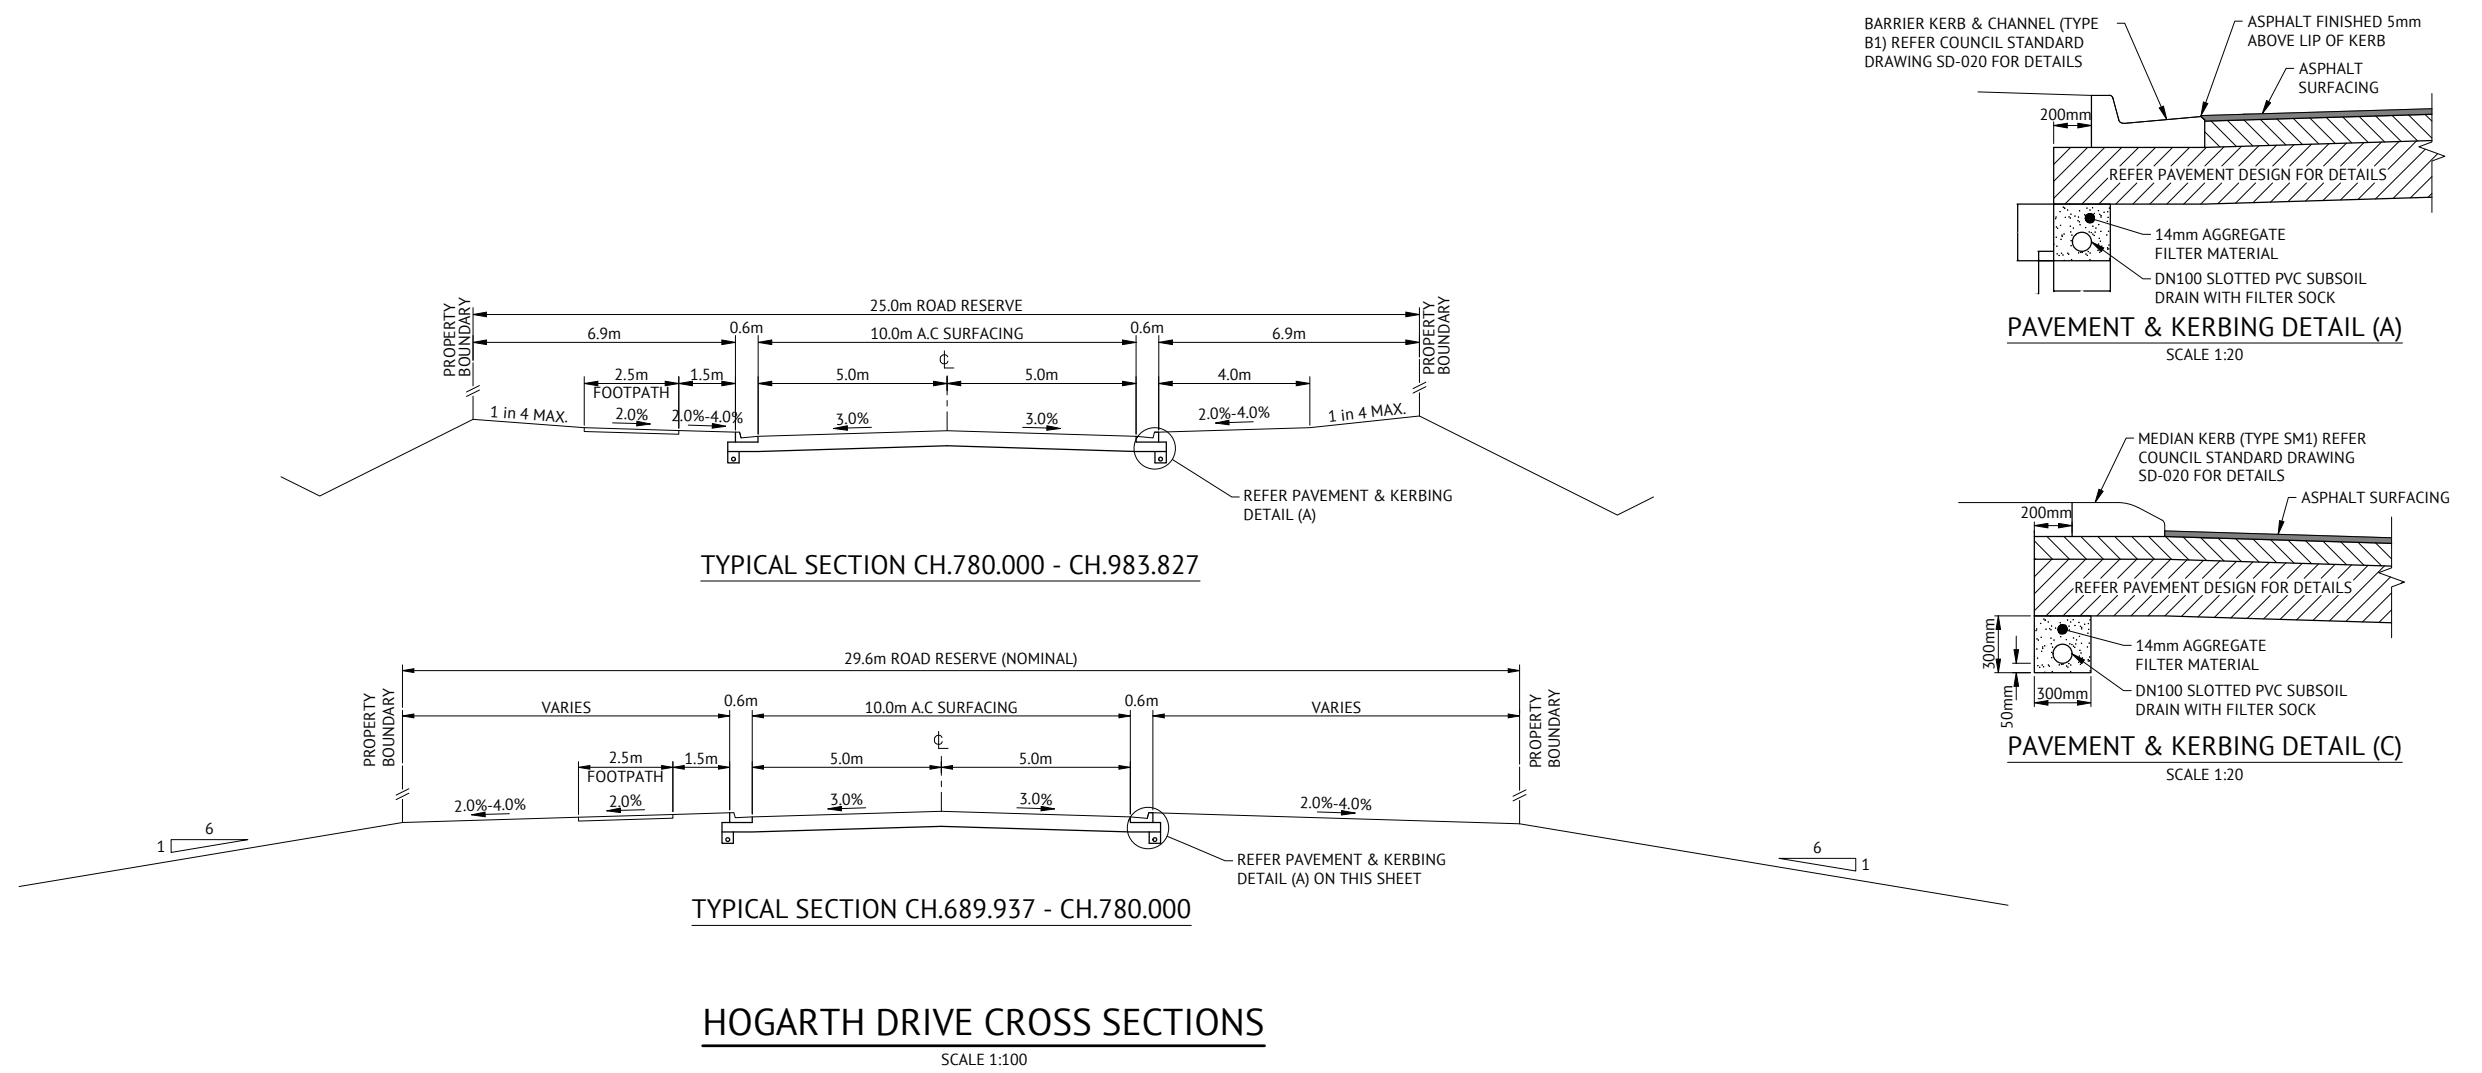 BARRIER KERB & CHANNEL (TYPE
B1) REFER COUNCIL STANDARD
DRAWING SD-020 FOR DETAILS
ASPHALT FINISHED 5mm
ABOVE LIP OF KERB
ASPHALT
SURFACING
200mm
REFER PAVEMENT DESIGN FOR DETAILS
14mm AGGREGATE
FILTER MATERIAL
DN100 SLOTTED PVC SUBSOIL
DRAIN WITH FILTER SOCK
PAVEMENT & KERBING DETAIL (A)
SCALE 1:20
PROPERTY
BOUNDARY
25.0m ROAD RESERVE
PROPERTY
BOUNDARY
6.9m
0.6m
10.0m A.C SURFACING
0.6m
6.9m
℄
2.5m
FOOTPATH
1.5m
5.0m
5.0m
4.0m
1 in 4 MAX.
2.0%
2.0%-4.0%
3.0%
3.0%
2.0%-4.0%
1 in 4 MAX.
REFER PAVEMENT & KERBING
DETAIL (A)
TYPICAL SECTION CH.780.000 - CH.983.827
MEDIAN KERB (TYPE SM1) REFER
COUNCIL STANDARD DRAWING
SD-020 FOR DETAILS
ASPHALT SURFACING
200mm
REFER PAVEMENT DESIGN FOR DETAILS
300mm
50mm
300mm
14mm AGGREGATE
FILTER MATERIAL
DN100 SLOTTED PVC SUBSOIL
DRAIN WITH FILTER SOCK
PAVEMENT & KERBING DETAIL (C)
SCALE 1:20
29.6m ROAD RESERVE (NOMINAL)
PROPERTY
BOUNDARY
VARIES
0.6m
10.0m A.C SURFACING
0.6m
VARIES
PROPERTY
BOUNDARY
℄
2.5m
FOOTPATH
1.5m
5.0m
5.0m
2.0%-4.0%
2.0%
3.0%
3.0%
2.0%-4.0%
6
1
6
1
REFER PAVEMENT & KERBING
DETAIL (A) ON THIS SHEET
TYPICAL SECTION CH.689.937 - CH.780.000
HOGARTH DRIVE CROSS SECTIONS
SCALE 1:100